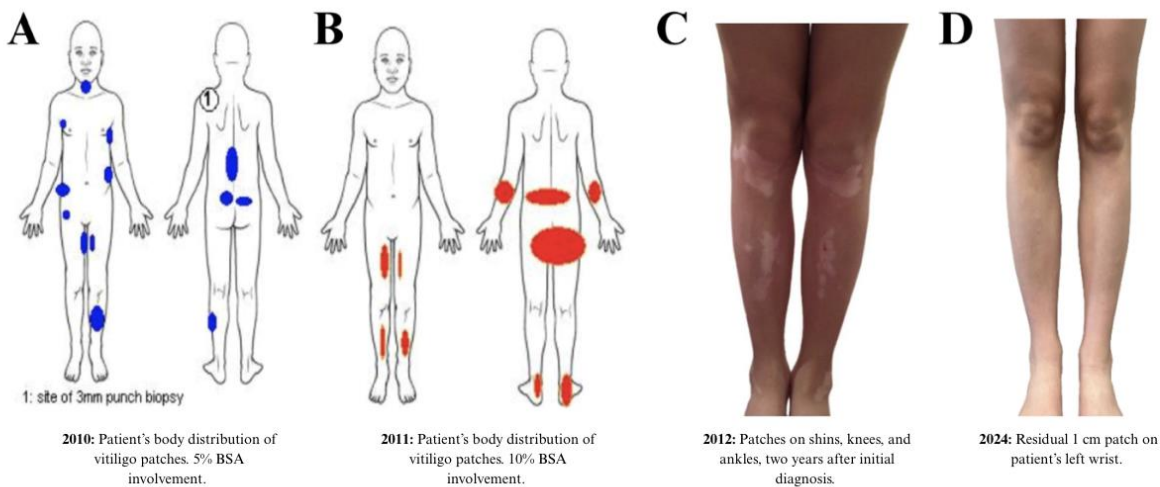 A
B
C
D
1
1: site of 3mm punch biopsy
2010: Patient’s body distribution of
vitiligo patches. 5% BSA
involvement.
2011: Patient’s body distribution of
vitiligo patches. 10% BSA
involvement.
2012: Patches on shins, knees, and
ankles, two years after initial
diagnosis.
2024: Residual 1 cm patch on
patient’s left wrist.